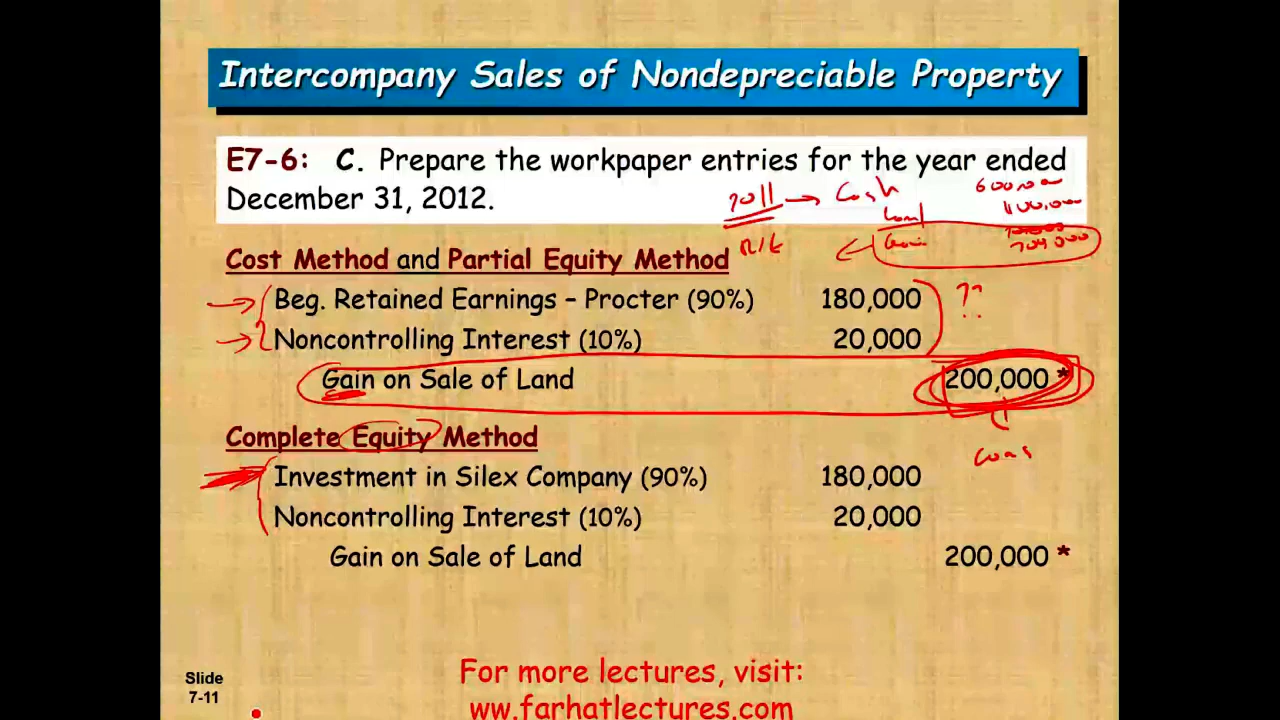 Intercompany Sales of Nondepreciable Property
E7-6: C. Prepare the workpaper entries for the year ended
December 31, 2012.
2011 → Cash 600,000
Land 400,000
R/E Gain
Cost Method and Partial Equity Method
Beg. Retained Earnings – Procter (90%) 180,000 ??
Noncontrolling Interest (10%) 20,000
Gain on Sale of Land 200,000 *
Complete Equity Method
Cons
Investment in Silex Company (90%) 180,000
Noncontrolling Interest (10%) 20,000
Gain on Sale of Land 200,000 *
For more lectures, visit:
Slide
7-11
ww.farhatlectures.com